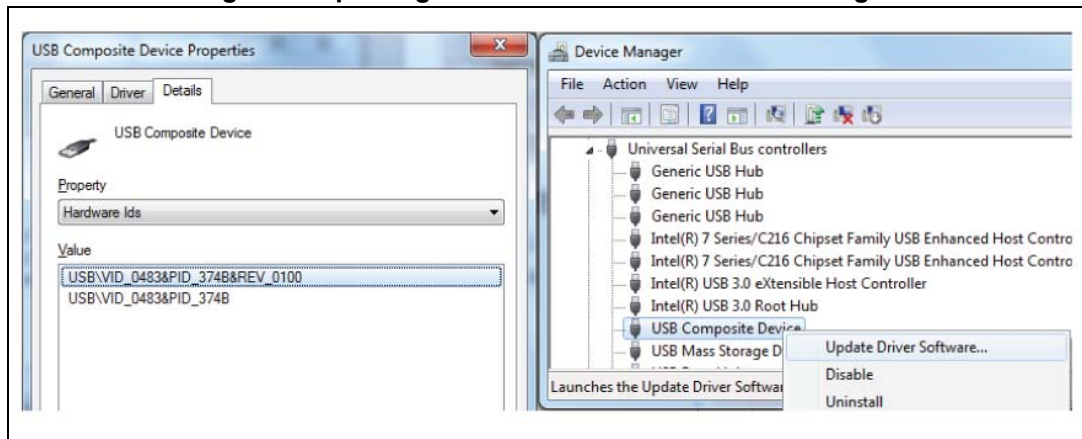 USB Composite Device Properties
General Driver Details
USB Composite Device
Property
Hardware Ids
Value
USB\VID_0483&PID_374B&REV_0100
USB\VID_0483&PID_374B
Device Manager
File Action View Help
Universal Serial Bus controllers
Generic USB Hub
Generic USB Hub
Generic USB Hub
Intel(R) 7 Series/C216 Chipset Family USB Enhanced Host Contro
Intel(R) 7 Series/C216 Chipset Family USB Enhanced Host Contro
Intel(R) USB 3.0 eXtensible Host Controller
Intel(R) USB 3.0 Root Hub
USB Composite Device
USB Mass Storage D
Launches the Update Driver Softwar
Update Driver Software...
Disable
Uninstall